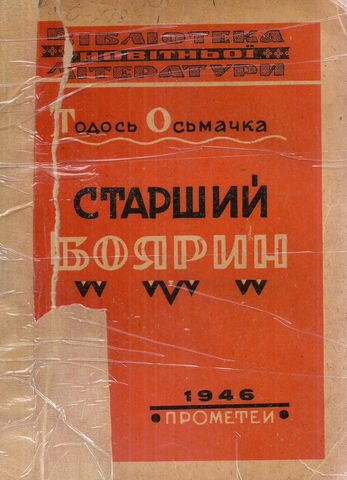 БІБЛІОТЕКА
НОВІТНЬОЇ
ЛІТЕРАТУРИ
Тодось Осьмачка
СТАРШИЙ
БОЯРИН
1946
ПРОМЕТЕЙ